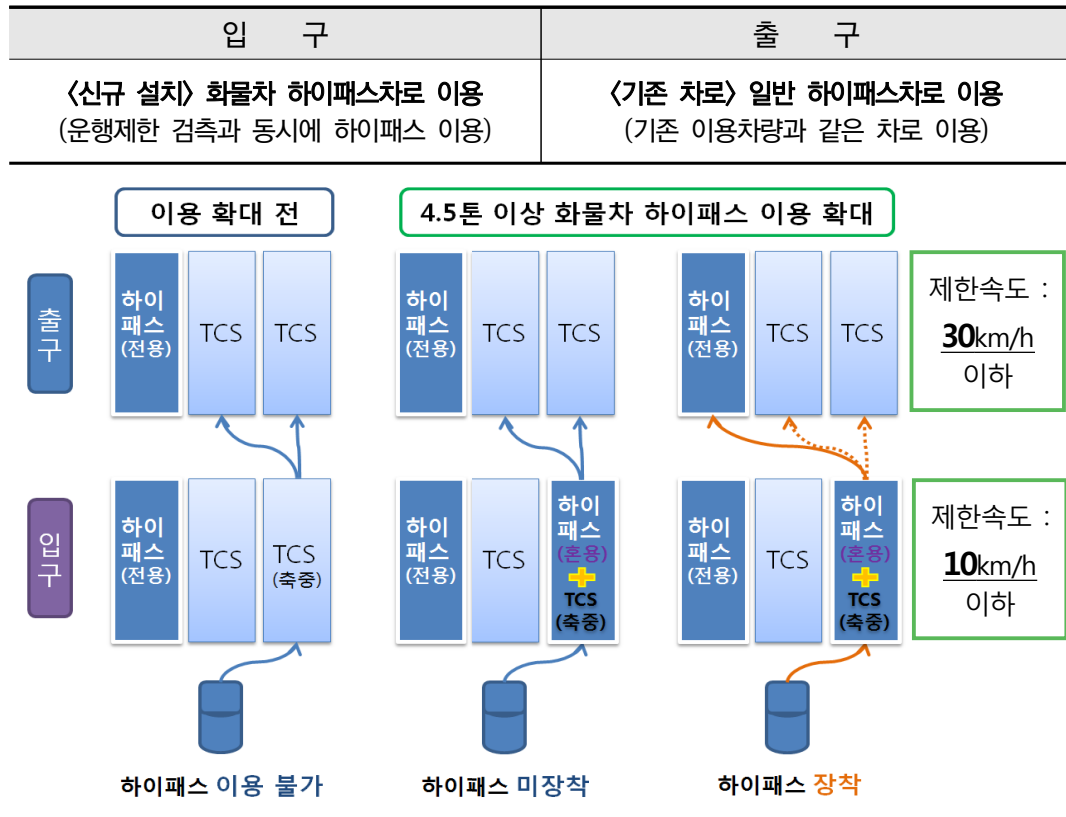 입 구
출 구
<신규 설치> 화물차 하이패스차로 이용
(운행제한 검측과 동시에 하이패스 이용)
<기존 차로> 일반 하이패스차로 이용
(기존 이용차량과 같은 차로 이용)
이용 확대 전
4.5톤 이상 화물차 하이패스 이용 확대
출구
하이
패스
(전용)
TCS
TCS
하이
패스
(전용)
TCS
TCS
하이
패스
(전용)
TCS
TCS
제한속도 :
30km/h
이하
입구
하이
패스
(전용)
TCS
TCS
(축중)
하이
패스
(전용)
TCS
하이
패스
(혼용)
TCS
(축중)
하이
패스
(전용)
TCS
하이
패스
(혼용)
TCS
(축중)
제한속도 :
10km/h
이하
하이패스 이용 불가
하이패스 미장착
하이패스 장착